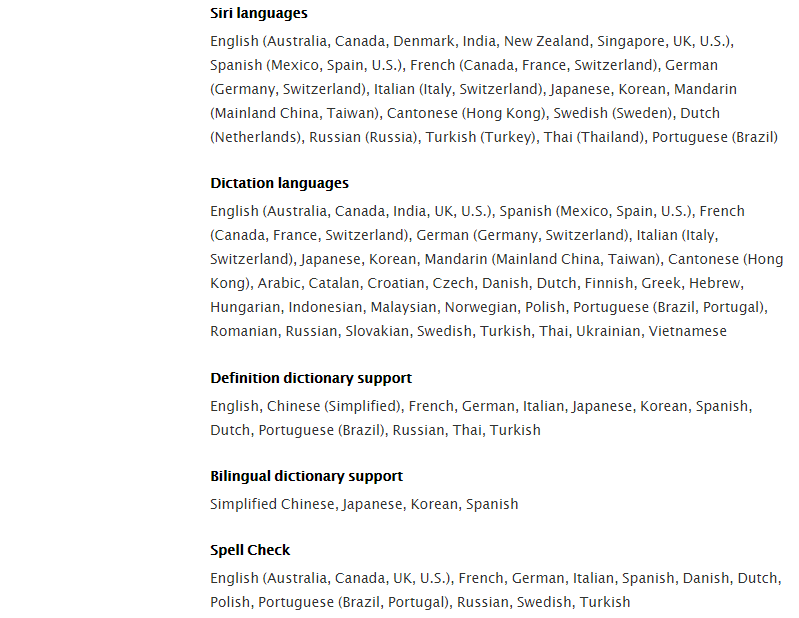 Siri languages
English (Australia, Canada, Denmark, India, New Zealand, Singapore, UK, U.S.),
Spanish (Mexico, Spain, U.S.), French (Canada, France, Switzerland), German
(Germany, Switzerland), Italian (Italy, Switzerland), Japanese, Korean, Mandarin
(Mainland China, Taiwan), Cantonese (Hong Kong), Swedish (Sweden), Dutch
(Netherlands), Russian (Russia), Turkish (Turkey), Thai (Thailand), Portuguese (Brazil)
Dictation languages
English (Australia, Canada, India, UK, U.S.), Spanish (Mexico, Spain, U.S.), French
(Canada, France, Switzerland), German (Germany, Switzerland), Italian (Italy,
Switzerland), Japanese, Korean, Mandarin (Mainland China, Taiwan), Cantonese (Hong
Kong), Arabic, Catalan, Croatian, Czech, Danish, Dutch, Finnish, Greek, Hebrew,
Hungarian, Indonesian, Malaysian, Norwegian, Polish, Portuguese (Brazil, Portugal),
Romanian, Russian, Slovakian, Swedish, Turkish, Thai, Ukrainian, Vietnamese
Definition dictionary support
English, Chinese (Simplified), French, German, Italian, Japanese, Korean, Spanish,
Dutch, Portuguese (Brazil), Russian, Thai, Turkish
Bilingual dictionary support
Simplified Chinese, Japanese, Korean, Spanish
Spell Check
English (Australia, Canada, UK, U.S.), French, German, Italian, Spanish, Danish, Dutch,
Polish, Portuguese (Brazil, Portugal), Russian, Swedish, Turkish